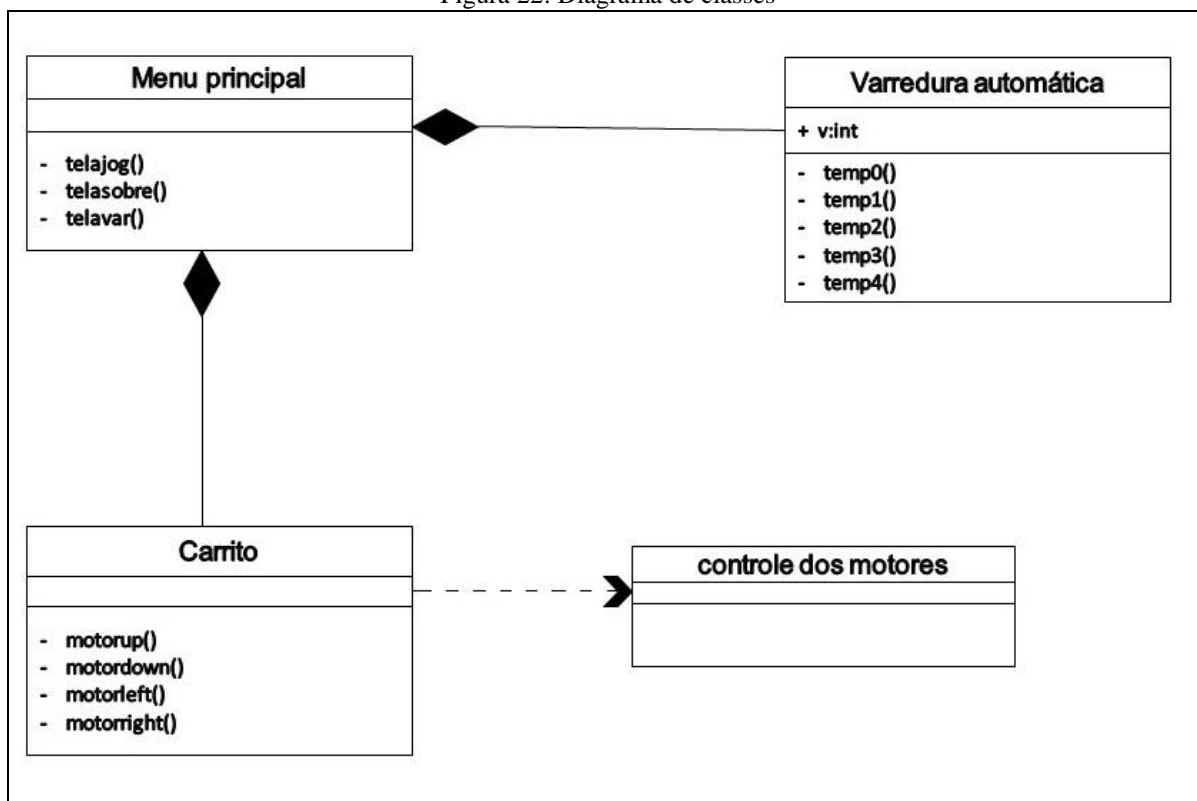 Figura 22: Diagrama de classes
Menu principal
- telajog()
- telasobre()
- telavar()
Varredura automática
+ v:int
- temp0()
- temp1()
- temp2()
- temp3()
- temp4()
Carrito
- motorup()
- motordown()
- motorleft()
- motorright()
controle dos motores